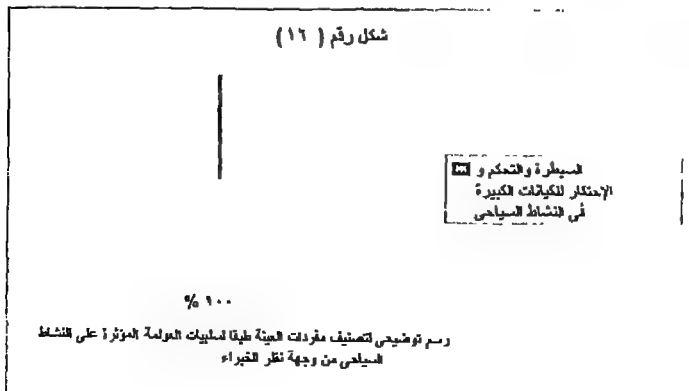 شكل رقم ( ١٦ )
السيطرة والتحكم و
الإحتكار للكيانات الكبيرة
في النشاط السياحى
١٠٠ %
رسم توضيحى لتصنيف مفردات العينة طبقا لسلبيات العولمة المؤثرة على النشاط
السياحى من وجهة نظر الخبراء